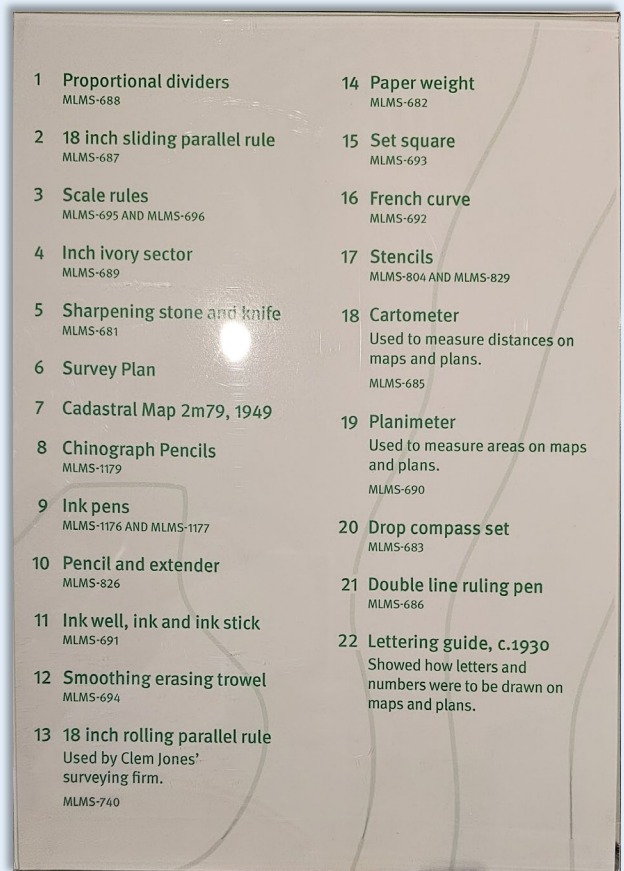 1 Proportional dividers
MLMS-688
2 18 inch sliding parallel rule
MLMS-687
3 Scale rules
MLMS-695 AND MLMS-696
4 Inch ivory sector
MLMS-689
5 Sharpening stone and knife
MLMS-681
6 Survey Plan
7 Cadastral Map 2m79, 1949
8 Chinograph Pencils
MLMS-1179
9 Ink pens
MLMS-1176 AND MLMS-1177
10 Pencil and extender
MLMS-826
11 Ink well, ink and ink stick
MLMS-691
12 Smoothing erasing trowel
MLMS-694
13 18 inch rolling parallel rule
Used by Clem Jones'
surveying firm.
MLMS-740
14 Paper weight
MLMS-682
15 Set square
MLMS-693
16 French curve
MLMS-692
17 Stencils
MLMS-804 AND MLMS-829
18 Cartometer
Used to measure distances on
maps and plans.
MLMS-685
19 Planimeter
Used to measure areas on maps
and plans.
MLMS-690
20 Drop compass set
MLMS-683
21 Double line ruling pen
MLMS-686
22 Lettering guide, c.1930
Showed how letters and
numbers were to be drawn on
maps and plans.